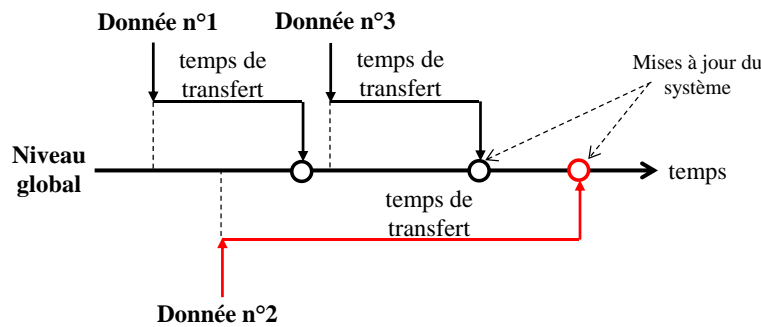 Donnée n°1
Donnée n°3
temps de
transfert
temps de
transfert
Mises à jour du
système
Niveau
global
temps
temps de
transfert
Donnée n°2